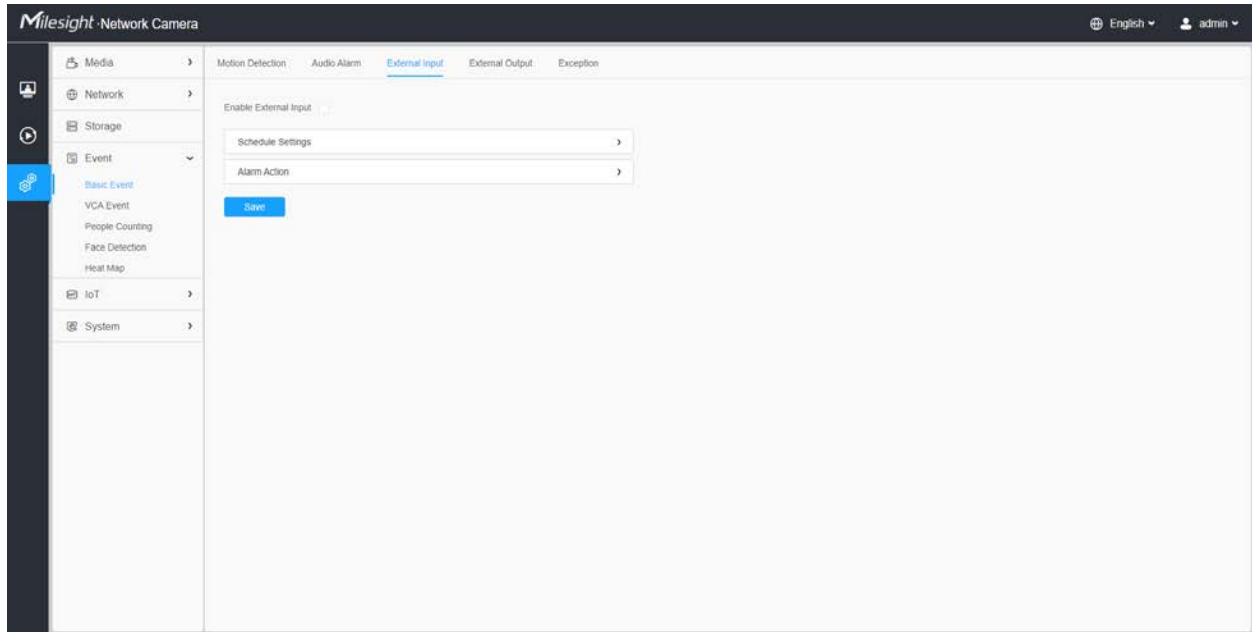 Milesight ·Network Camera
English
admin
Media
Network
Storage
Event
Basic Event
VCA Event
People Counting
Face Detection
Heat Map
IoT
System
Motion Detection Audio Alarm External Input External Output Exception
Enable External Input
Schedule Settings
Alarm Action
Save